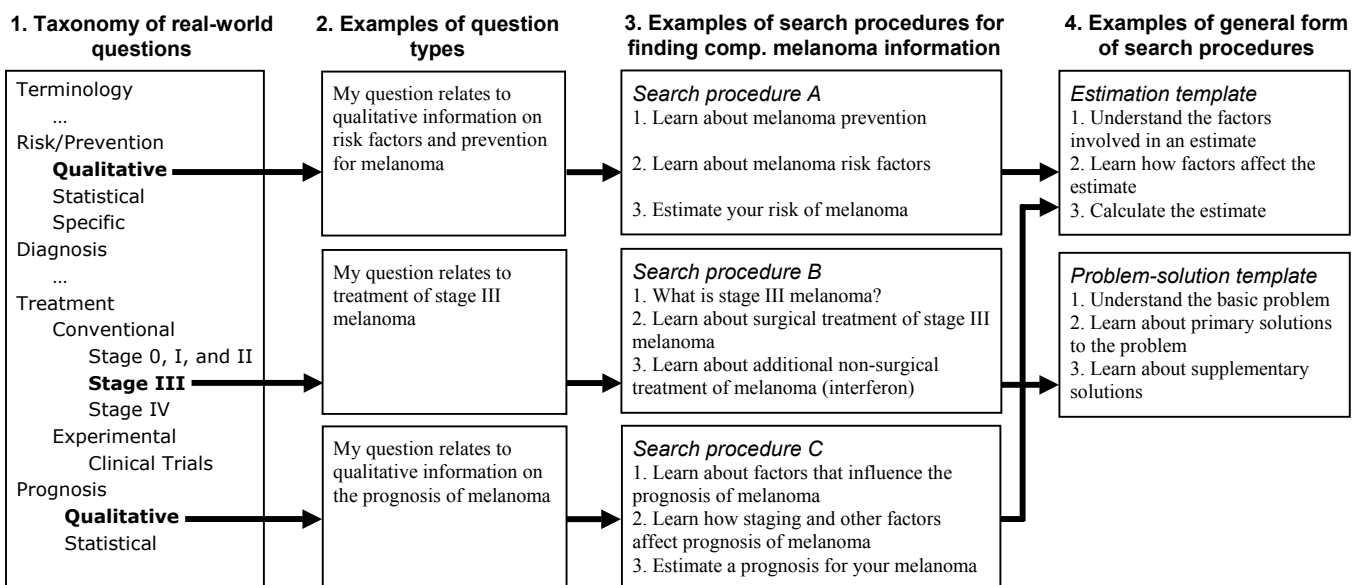 1. Taxonomy of real-world
questions
Terminology
...
Risk/Prevention
Qualitative
Statistical
Specific
Diagnosis
...
Treatment
Conventional
Stage 0, I, and II
Stage III
Stage IV
Experimental
Clinical Trials
Prognosis
Qualitative
Statistical
2. Examples of question
types
My question relates to
qualitative information on
risk factors and prevention
for melanoma
My question relates to
treatment of stage III
melanoma
My question relates to
qualitative information on
the prognosis of melanoma
3. Examples of search procedures for
finding comp. melanoma information
Search procedure A
1. Learn about melanoma prevention
2. Learn about melanoma risk factors
3. Estimate your risk of melanoma
Search procedure B
1. What is stage III melanoma?
2. Learn about surgical treatment of stage III
melanoma
3. Learn about additional non-surgical
treatment of melanoma (interferon)
Search procedure C
1. Learn about factors that influence the
prognosis of melanoma
2. Learn how staging and other factors
affect prognosis of melanoma
3. Estimate a prognosis for your melanoma
4. Examples of general form
of search procedures
Estimation template
1. Understand the factors
involved in an estimate
2. Learn how factors affect the
estimate
3. Calculate the estimate
Problem-solution template
1. Understand the basic problem
2. Learn about primary solutions
to the problem
3. Learn about supplementary
solutions